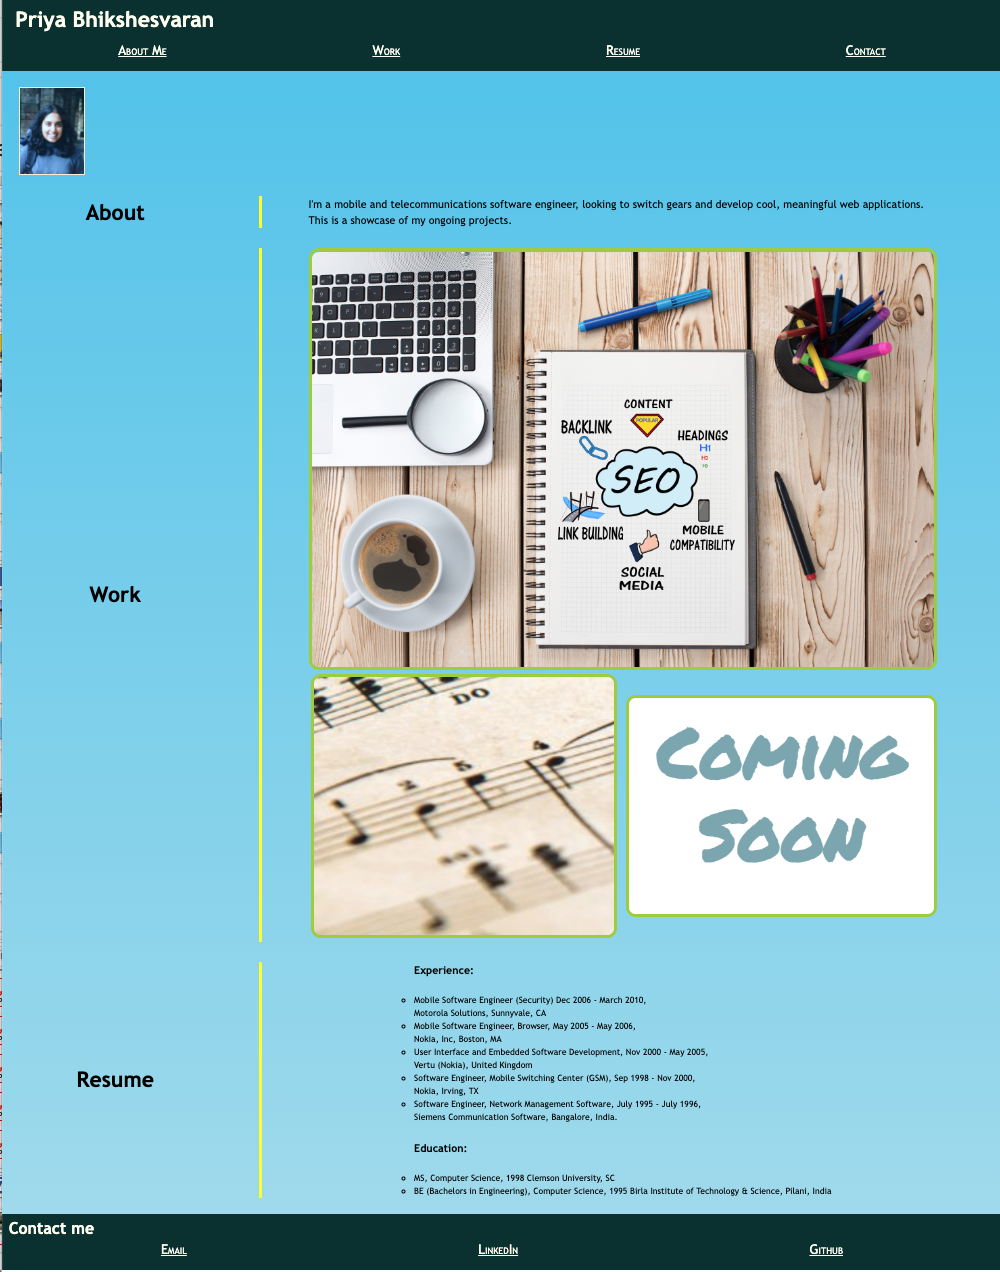 Priya Bhikshesvaran
About Me Work Resume Contact
About
I'm a mobile and telecommunications software engineer, looking to switch gears and develop cool, meaningful web applications.
This is a showcase of my ongoing projects.
Work
CONTENT
POPULAR
BACKLINK
HEADINGS
H1
H2
H3
SEO
LINK BUILDING
MOBILE
COMPATIBILITY
SOCIAL
MEDIA
DO
1 2 3 4
Coming
Soon
Resume
Experience:
Mobile Software Engineer (Security) Dec 2006 - March 2010,
Motorola Solutions, Sunnyvale, CA
Mobile Software Engineer, Browser, May 2005 - May 2006,
Nokia, Inc, Boston, MA
User Interface and Embedded Software Development, Nov 2000 - May 2005,
Vertu (Nokia), United Kingdom
Software Engineer, Mobile Switching Center (GSM), Sep 1998 - Nov 2000,
Nokia, Irving, TX
Software Engineer, Network Management Software, July 1995 - July 1996,
Siemens Communication Software, Bangalore, India.
Education:
MS, Computer Science, 1998 Clemson University, SC
BE (Bachelors in Engineering), Computer Science, 1995 Birla Institute of Technology & Science, Pilani, India
Contact me
Email LinkedIn Github